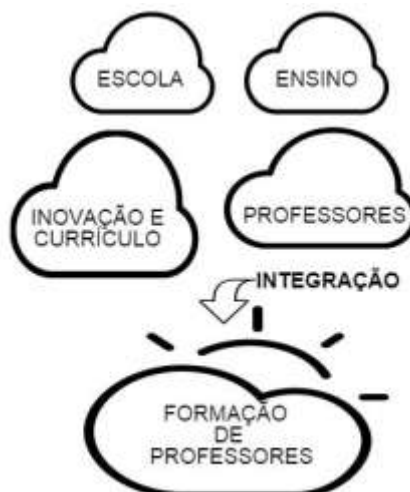 ESCOLA
ENSINO
INOVAÇÃO E
CURRÍCULO
PROFESSORES
INTEGRAÇÃO
FORMAÇÃO
DE
PROFESSORES